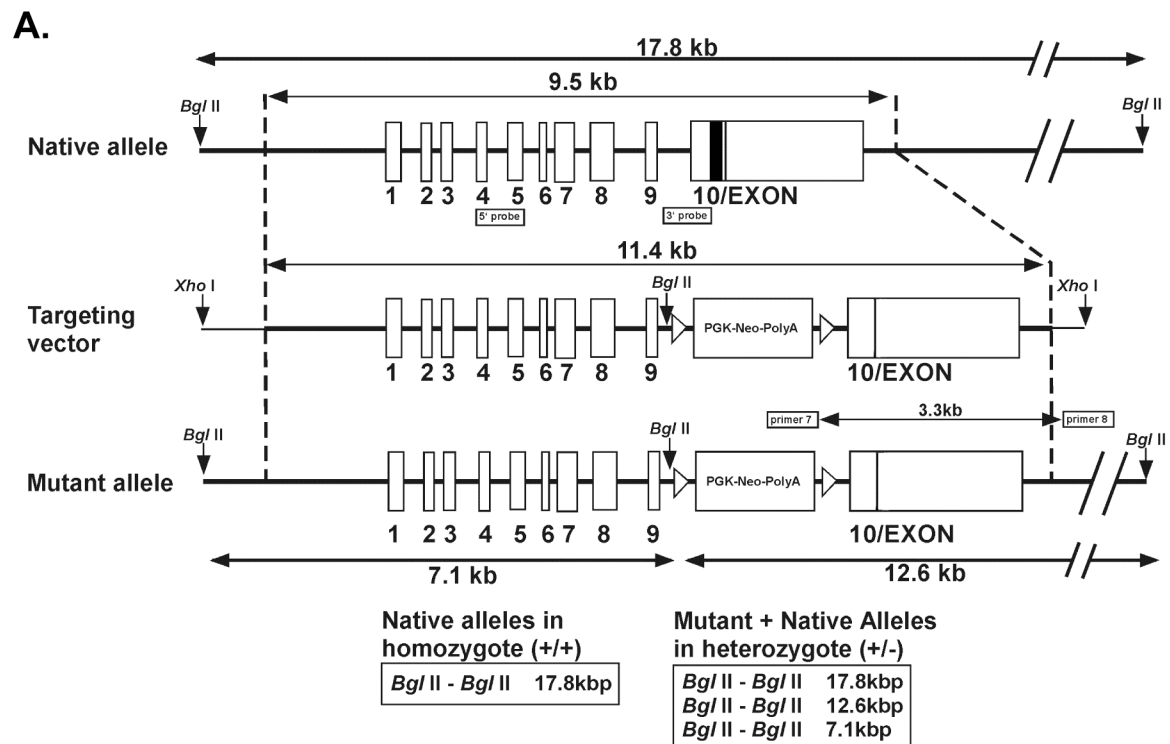 A.
17.8 kb
9.5 kb
Bgl II
Bgl II
Native allele
1 2 3 4 5 6 7 8 9 10/EXON
5' probe
3' probe
11.4 kb
Xho I
Bgl II
Xho I
Targeting
vector
PGK-Neo-PolyA
1 2 3 4 5 6 7 8 9 10/EXON
primer 7
3.3kb
primer 8
Bgl II
Bgl II
Bgl II
Mutant allele
PGK-Neo-PolyA
1 2 3 4 5 6 7 8 9 10/EXON
7.1 kb
12.6 kb
Native alleles in
homozygote (+/+)
Bgl II - Bgl II 17.8kbp
Mutant + Native Alleles
in heterozygote (+/-)
Bgl II - Bgl II 17.8kbp
Bgl II - Bgl II 12.6kbp
Bgl II - Bgl II 7.1kbp